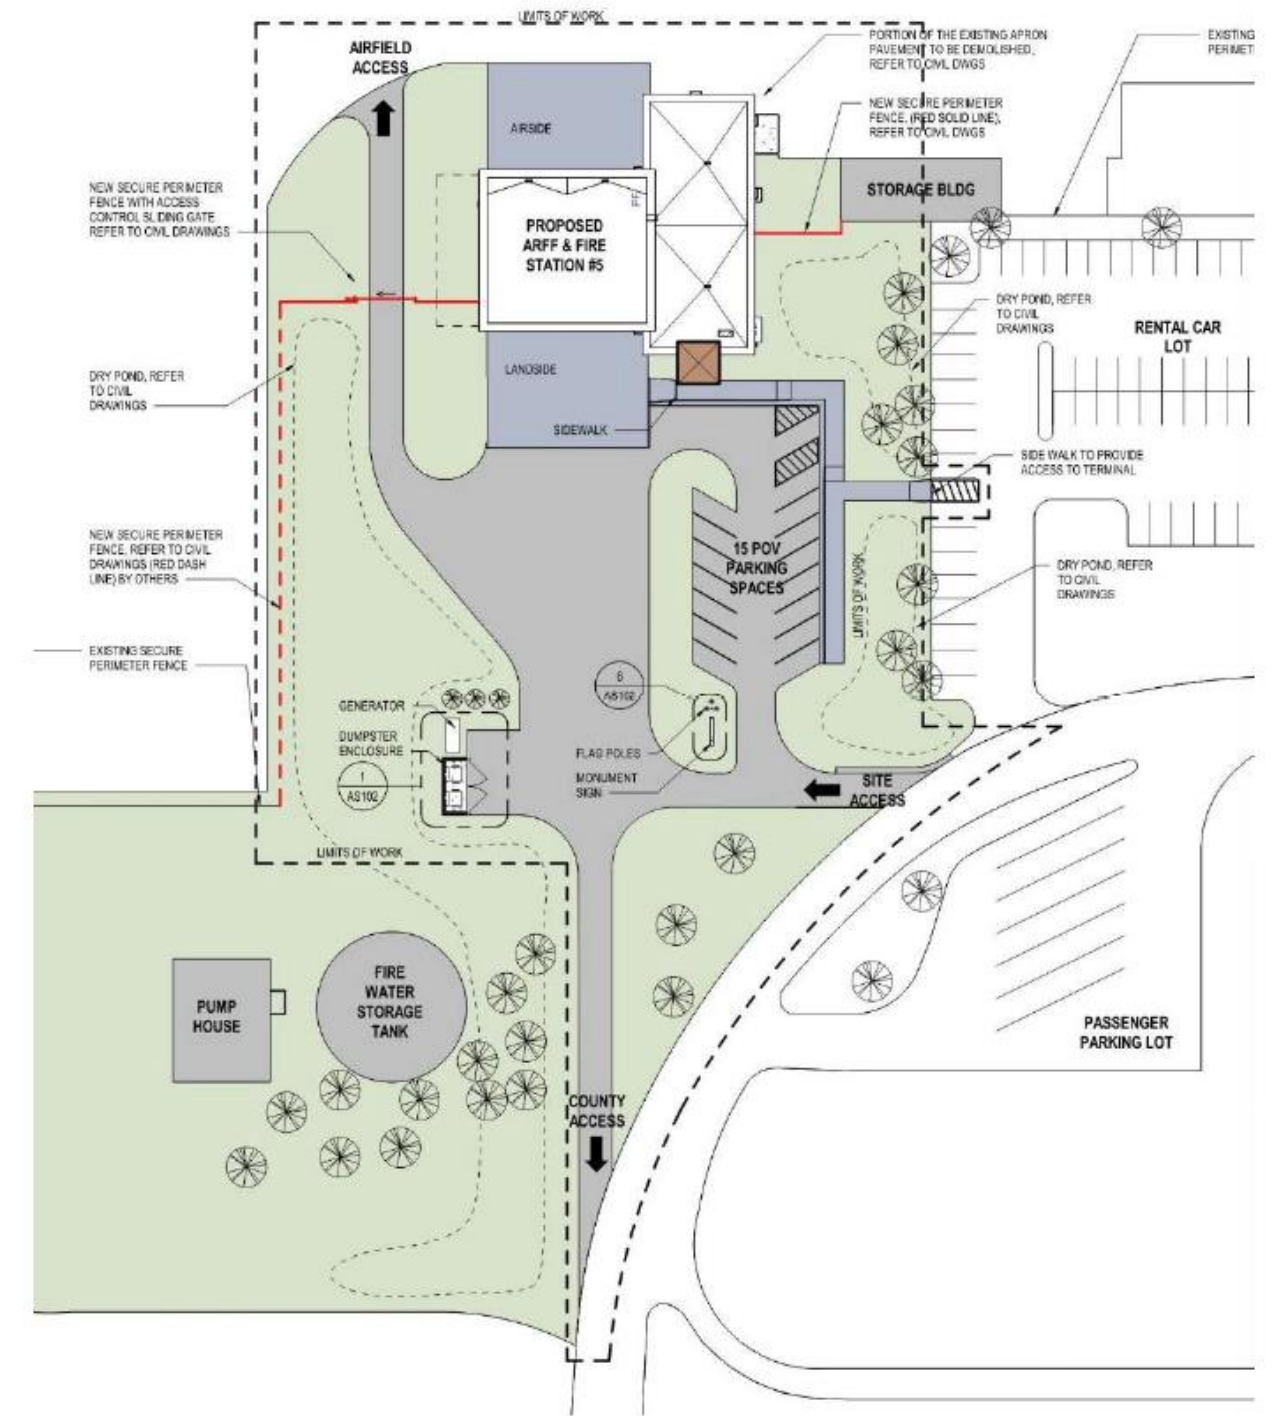 LIMITS OF WORK
AIRFIELD
ACCESS
PORTION OF THE EXISTING APRON
PAVEMENT TO BE DEMOLISHED,
REFER TO CIVIL DWGS
EXISTING
PERIMET
NEW SECURE PERIMETER
FENCE, (RED SOLID LINE),
REFER TO CIVIL DWGS
AIRSIDE
NEW SECURE PERIMETER
FENCE WITH ACCESS
CONTROL SLIDING GATE
REFER TO CIVIL DRAWINGS
STORAGE BLDG
PROPOSED
ARFF & FIRE
STATION #5
DRY POND, REFER
TO CIVIL
DRAWINGS
RENTAL CAR
LOT
DRY POND, REFER
TO CIVIL
DRAWINGS
LANDSIDE
SIDEWALK
SIDE WALK TO PROVIDE
ACCESS TO TERMINAL
NEW SECURE PERIMETER
FENCE, REFER TO CIVIL
DRAWINGS (RED DASH
LINE) BY OTHERS
15 POV
PARKING
SPACES
LIMITS OF WORK
DRY POND, REFER
TO CIVIL
DRAWINGS
EXISTING SECURE
PERIMETER FENCE
6
AS102
GENERATOR
DUMPSTER
ENCLOSURE
1
AS102
FLAG POLES
MONUMENT
SIGN
SITE
ACCESS
LIMITS OF WORK
PUMP
HOUSE
FIRE
WATER
STORAGE
TANK
PASSENGER
PARKING LOT
COUNTY
ACCESS